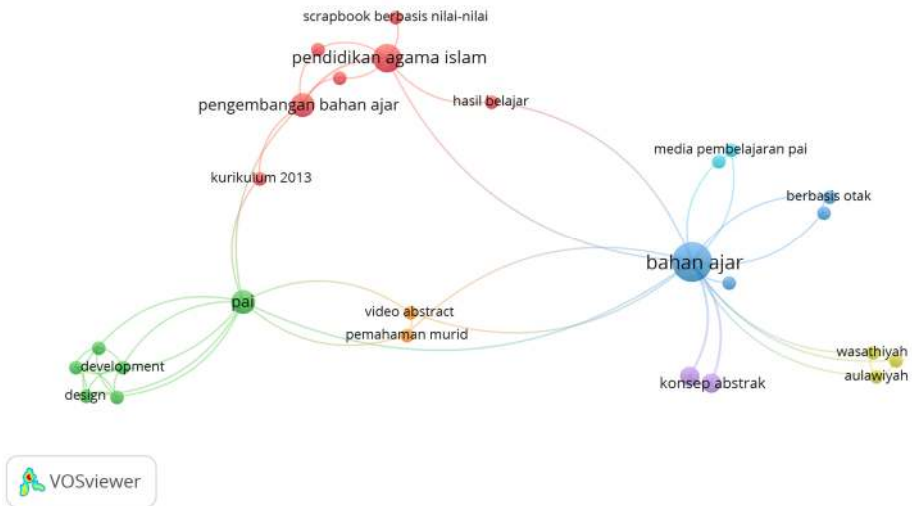 scrapbook berbasis nilai-nilai
pendidikan agama islam
pengembangan bahan ajar
hasil belajar
kurikulum 2013
media pembelajaran pai
berbasis otak
bahan ajar
pai
video abstract
pemahaman murid
development
design
konsep abstrak
wasathiyah
aulawiyah
VOSviewer